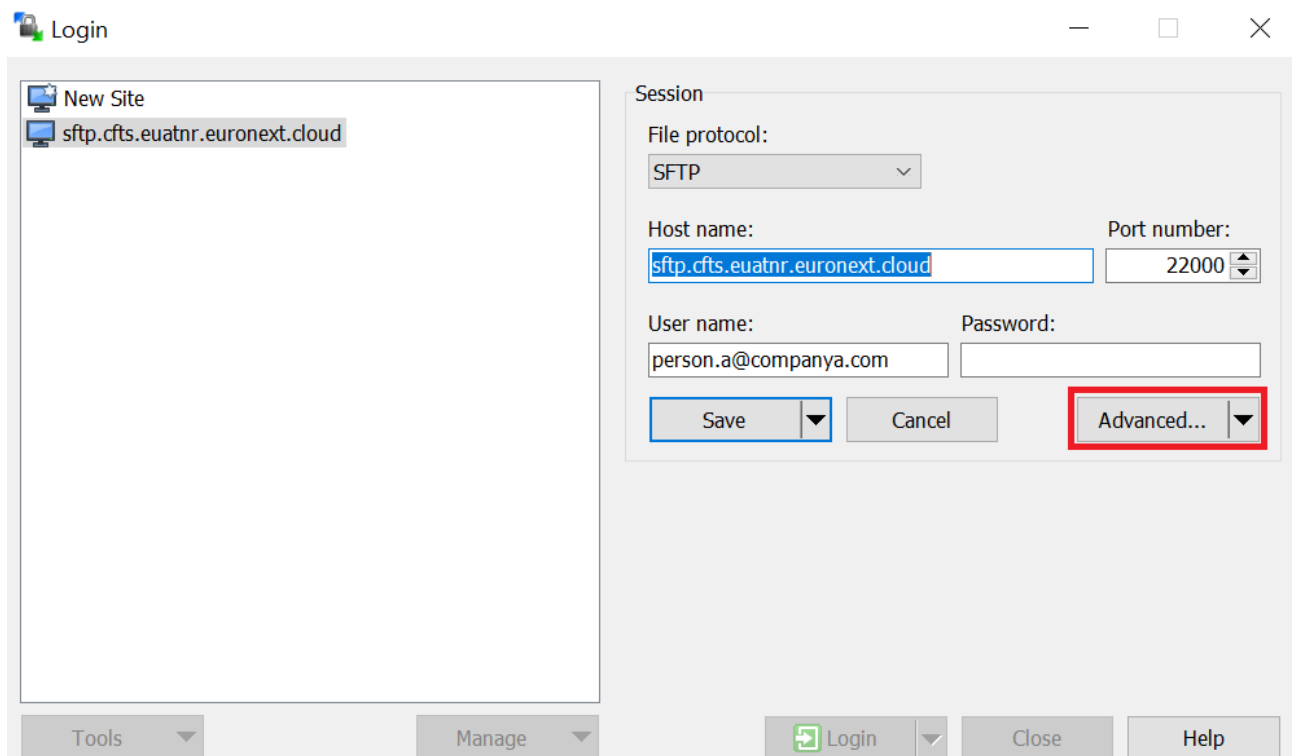 Login
New Site
sftp.cfts.euatnr.euronext.cloud
Session
File protocol:
SFTP
Host name:
Port number:
sftp.cfts.euatnr.euronext.cloud
22000
User name:
Password:
person.a@companya.com
Save
Cancel
Advanced...
Tools
Manage
Login
Close
Help